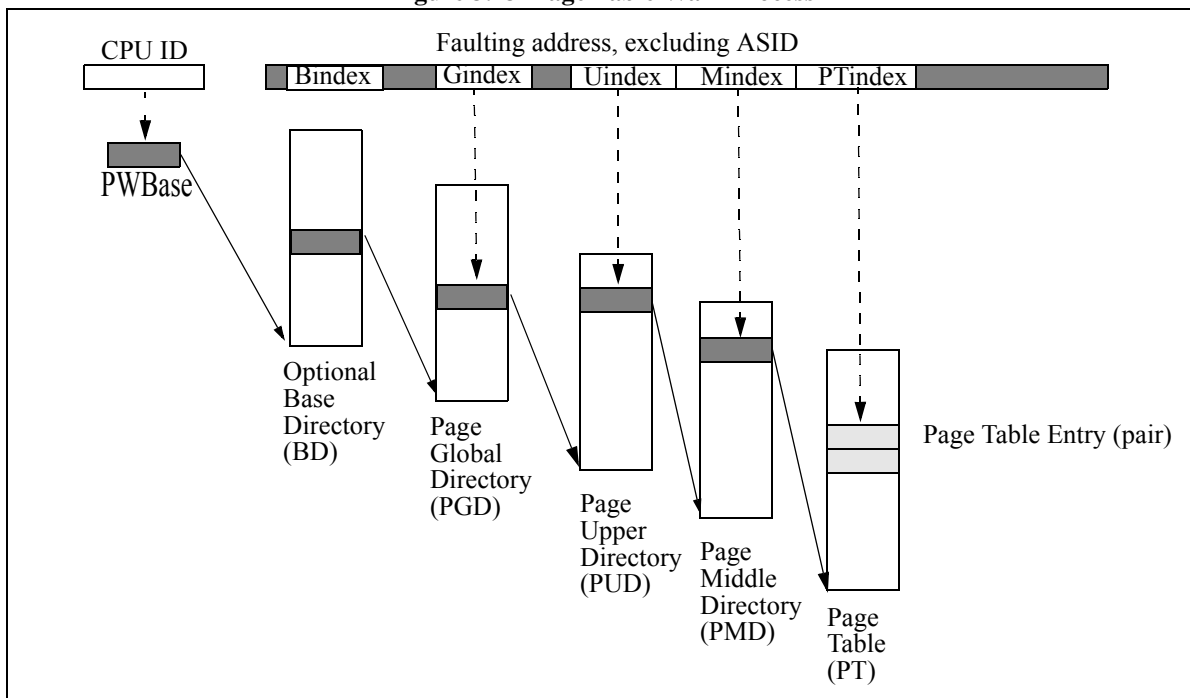 CPU ID
Faulting address, excluding ASID
Bindex
Gindex
Uindex
Mindex
PTindex
PWBase
Optional
Base
Directory
(BD)
Page
Global
Directory
(PGD)
Page
Upper
Directory
(PUD)
Page
Middle
Directory
(PMD)
Page
Table
(PT)
Page Table Entry (pair)